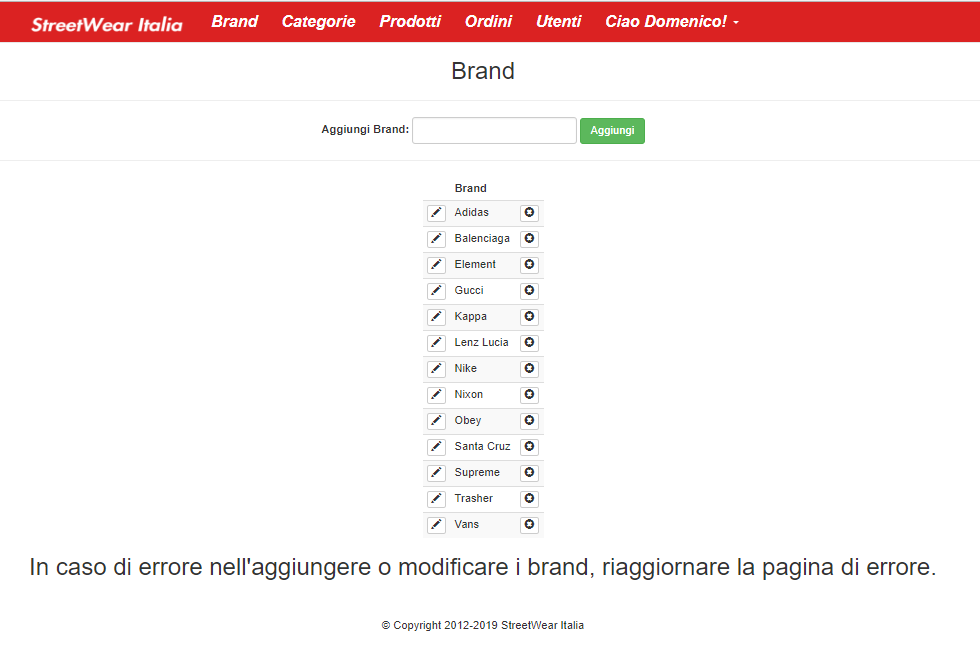 StreetWear Italia Brand Categorie Prodotti Ordini Utenti Ciao Domenico!
Brand
Aggiungi Brand: Aggiungi
Brand
Adidas
Balenciaga
Element
Gucci
Kappa
Lenz Lucia
Nike
Nixon
Obey
Santa Cruz
Supreme
Trasher
Vans
In caso di errore nell'aggiungere o modificare i brand, riaggiornare la pagina di errore.
© Copyright 2012-2019 StreetWear Italia